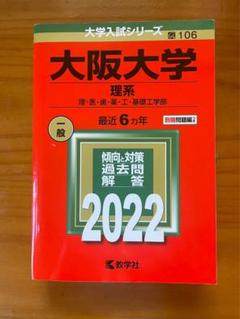 大学入試シリーズ 106
大阪大学
理系
理・医・歯・薬・工・基礎工学部
一般
最近6カ年
別冊問題編
傾向と対策
過去問
解答
2022
教学社